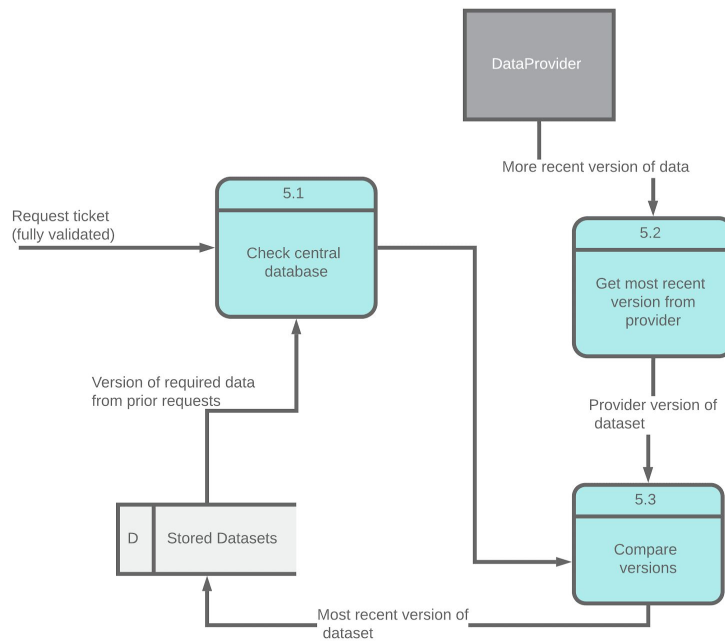 DataProvider
More recent version of data
5.1
Request ticket
(fully validated)
Check central
database
5.2
Get most recent
version from
provider
Version of required data
from prior requests
Provider version of
dataset
5.3
D
Stored Datasets
Compare
versions
Most recent version of
dataset